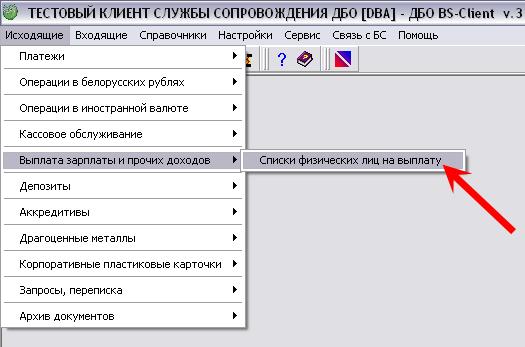 ТЕСТОВЫЙ КЛИЕНТ СЛУЖБЫ СОПРОВОЖДЕНИЯ ДБО [DBA] - ДБО BS-Client v. 3
Исходящие Входящие Справочники Настройки Сервис Связь с БС Помощь
Платежи
Операции в белорусских рублях
Операции в иностранной валюте
Кассовое обслуживание
Выплата зарплаты и прочих доходов Списки физических лиц на выплату
Депозиты
Аккредитивы
Драгоценные металлы
Корпоративные пластиковые карточки
Запросы, переписка
Архив документов